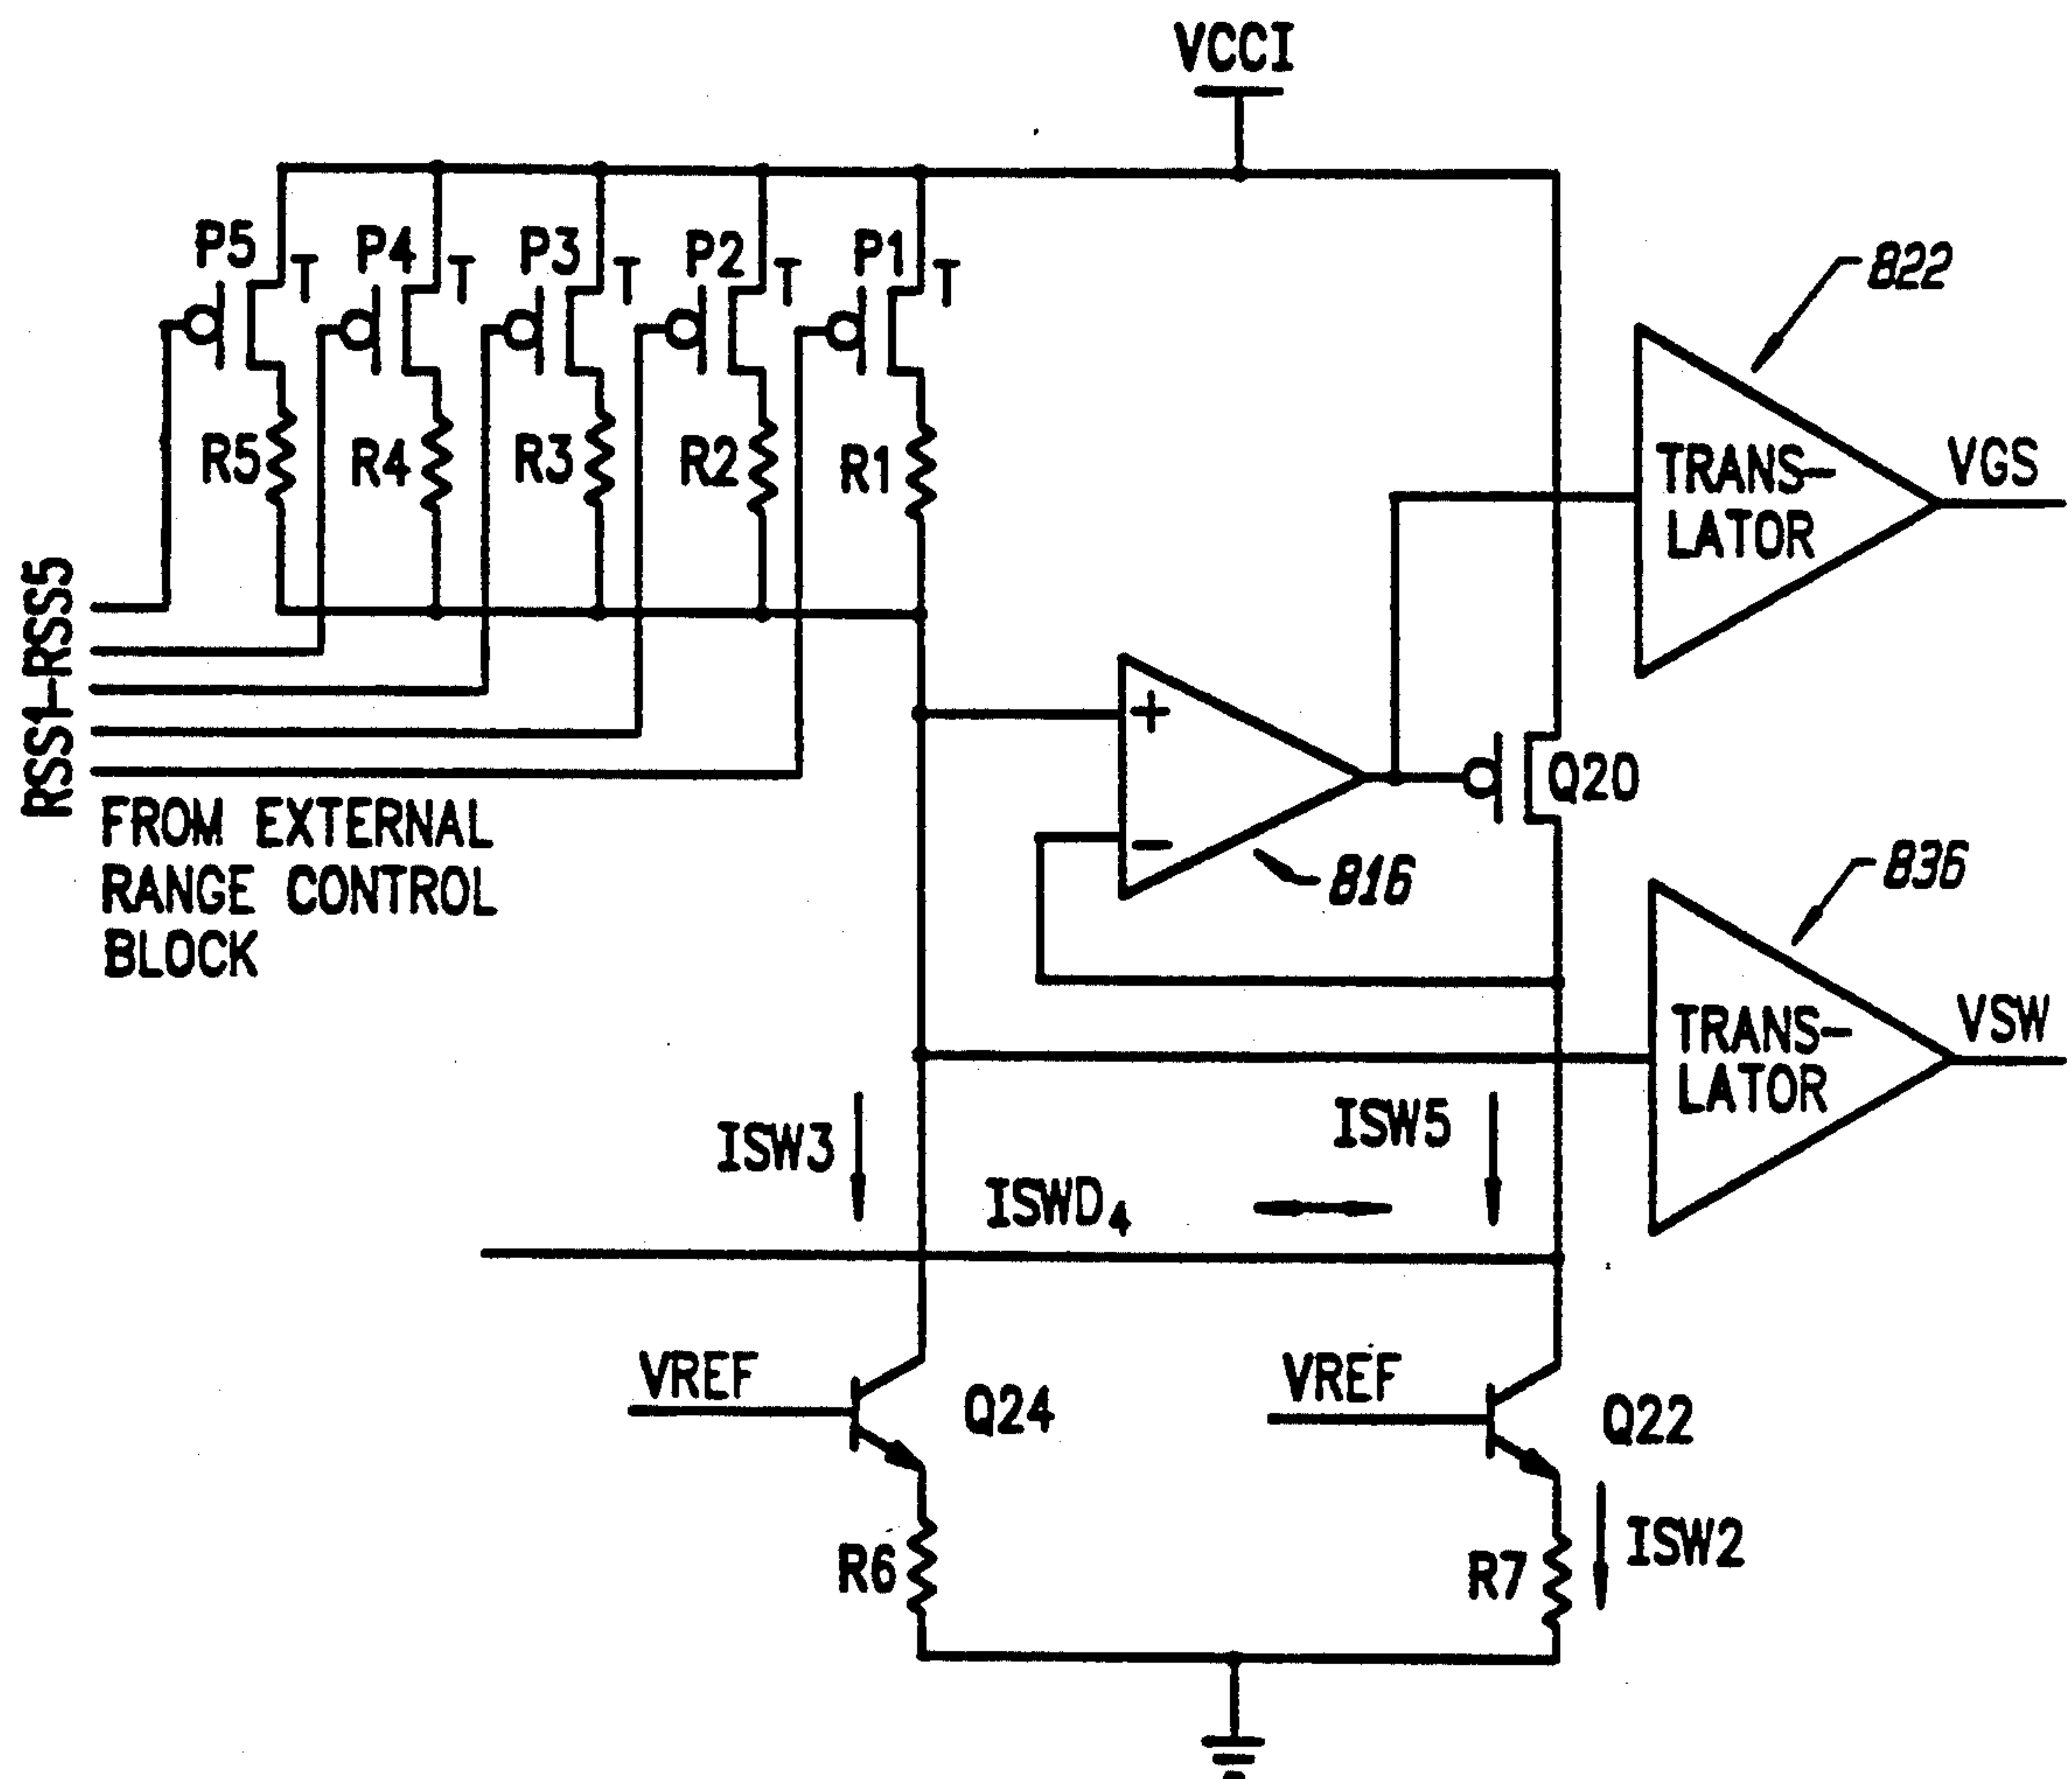 VCCI
P5
T
P4
T
P3
T
P2
T
P1
T
822
R5
R4
R3
R2
R1
TRANS-
LATOR
VGS
RSS1-RSS5
FROM EXTERNAL
RANGE CONTROL
BLOCK
+
-
Q20
816
836
TRANS-
LATOR
VSW
ISW3
ISW5
ISWD4
VREF
Q24
VREF
Q22
R6
R7
ISW2